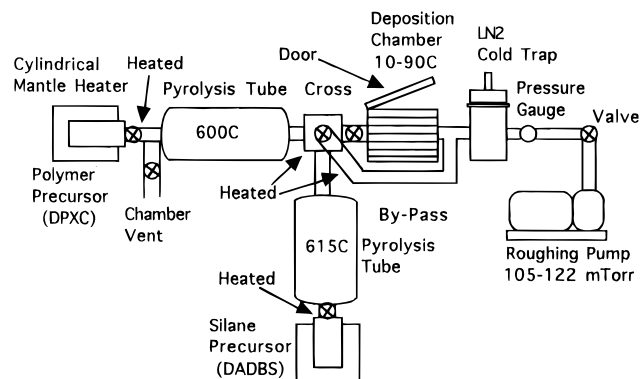 Deposition
Chamber
10-90C
LN2
Cold Trap
Door
Cylindrical
Mantle Heater
Heated
Pyrolysis Tube
Cross
Pressure
Gauge
Valve
600C
Polymer
Precursor
(DPXC)
Chamber
Vent
Heated
By-Pass
615C
Pyrolysis
Tube
Heated
Roughing Pump
105-122 mTorr
Silane
Precursor
(DADBS)